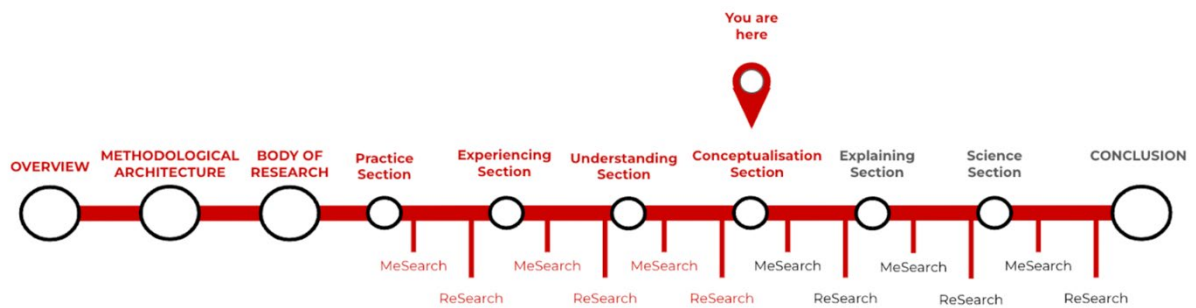 You are
here
OVERVIEW
METHODOLOGICAL
ARCHITECTURE
BODY OF
RESEARCH
Practice
Section
Experiencing
Section
Understanding
Section
Conceptualisation
Section
Explaining
Section
Science
Section
CONCLUSION
MeSearch
ReSearch
MeSearch
ReSearch
MeSearch
ReSearch
MeSearch
ReSearch
MeSearch
ReSearch
MeSearch
ReSearch